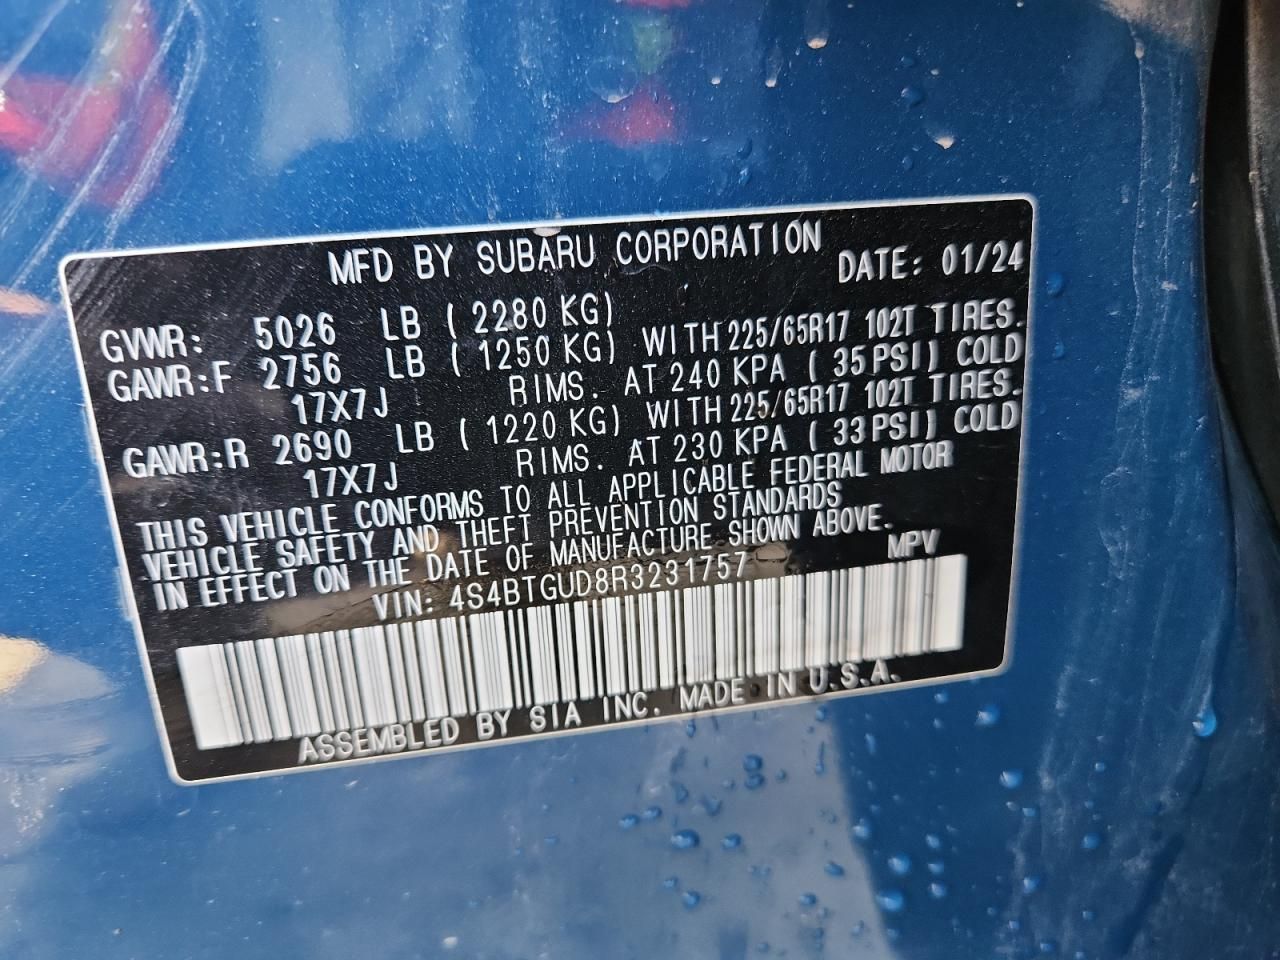 MFD BY SUBARU CORPORATION DATE: 01/24
GVWR: 5026 LB ( 2280 KG)
GAWR:F 2756 LB ( 1250 KG) WITH 225/65R17 102T TIRES.
17X7J RIMS. AT 240 KPA ( 35PSI) COLD
GAWR:R 2690 LB ( 1220 KG) WITH 225/65R17 102T TIRES.
17X7J RIMS. AT 230 KPA ( 33PSI) COLD
THIS VEHICLE CONFORMS TO ALL APPLICABLE FEDERAL MOTOR
VEHICLE SAFETY AND THEFT PREVENTION STANDARDS
IN EFFECT ON THE DATE OF MANUFACTURE SHOWN ABOVE.
VIN: 4S4BTGUD8R3231757 MPV
ASSEMBLED BY SIA INC. MADE IN U.S.A.